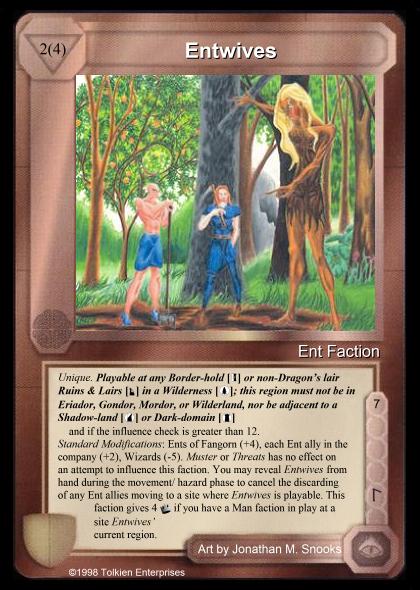 2(4)
Entwives
Ent Faction
Unique. Playable at any Border-hold [ ] or non-Dragon's lair
Ruins & Lairs [ ] in a Wilderness [ ]; this region must not be in
Eriador, Gondor, Mordor, or Wilderland, nor be adjacent to a
Shadow-land [ ] or Dark-domain [ ]
and if the influence check is greater than 12.
Standard Modifications: Ents of Fangorn (+4), each Ent ally in the
company (+2), Wizards (-5). Muster or Threats has no effect on
an attempt to influence this faction. You may reveal Entwives from
hand during the movement/ hazard phase to cancel the discarding
of any Ent allies moving to a site where Entwives is playable. This
faction gives 4 if you have a Man faction in play at a
site Entwives '
current region.
7
Art by Jonathan M. Snooks
©1998 Tolkien Enterprises